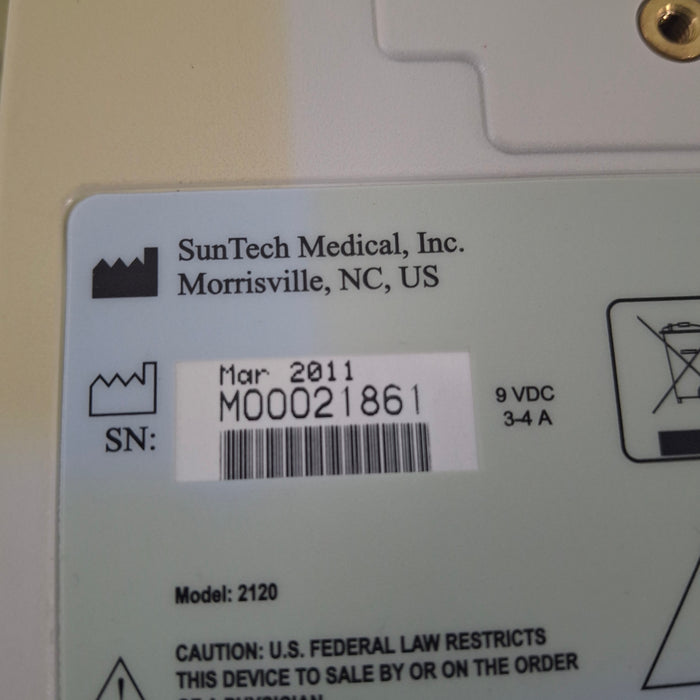 SunTech Medical, Inc.
Morrisville, NC, US
Mar 2011
M00021861
SN:
9 VDC
3-4 A
Model: 2120
CAUTION: U.S. FEDERAL LAW RESTRICTS
THIS DEVICE TO SALE BY OR ON THE ORDER